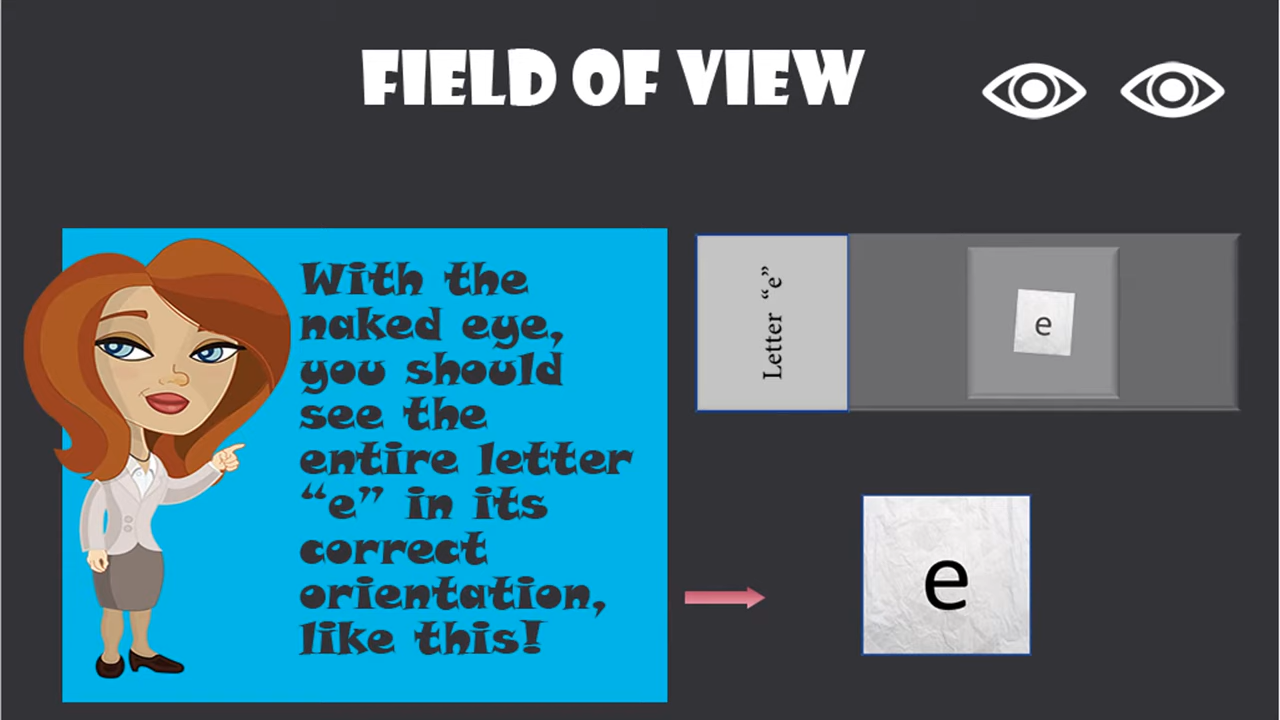 FIELD OF VIEW
With the
naked eye,
you should
see the
entire letter
“e” in its
correct
orientation,
like this!
Letter “e”
e
e